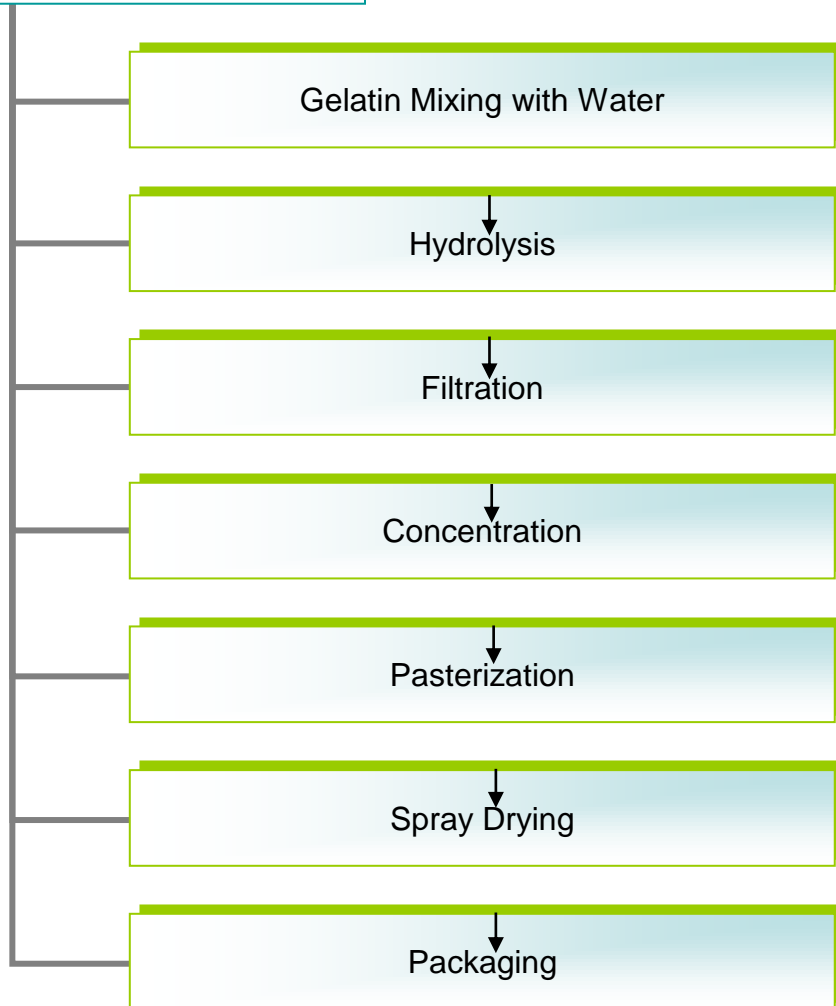 Gelatin Mixing with Water
Hydrolysis
Filtration
Concentration
Pasterization
Spray Drying
Packaging